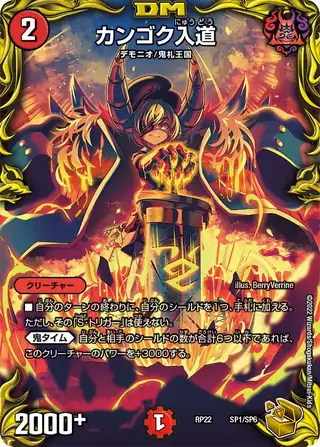 DM
2
にゅうどう
カンゴク入道
デモニオ/鬼札王国
クリーチャー
illus. BerryVerrine
■自分のターンの終わりに、自分のシールドを1つ、手札に加える。
ただし、その「S・トリガー」は使えない。
鬼タイム 自分と相手のシールドの数が合計6つ以下であれば、
このクリーチャーのパワーを+3000する。
2000+
1
RP22
SP1/SP6
©2022 Wizards/Shogakukan/Mitsui-Kids